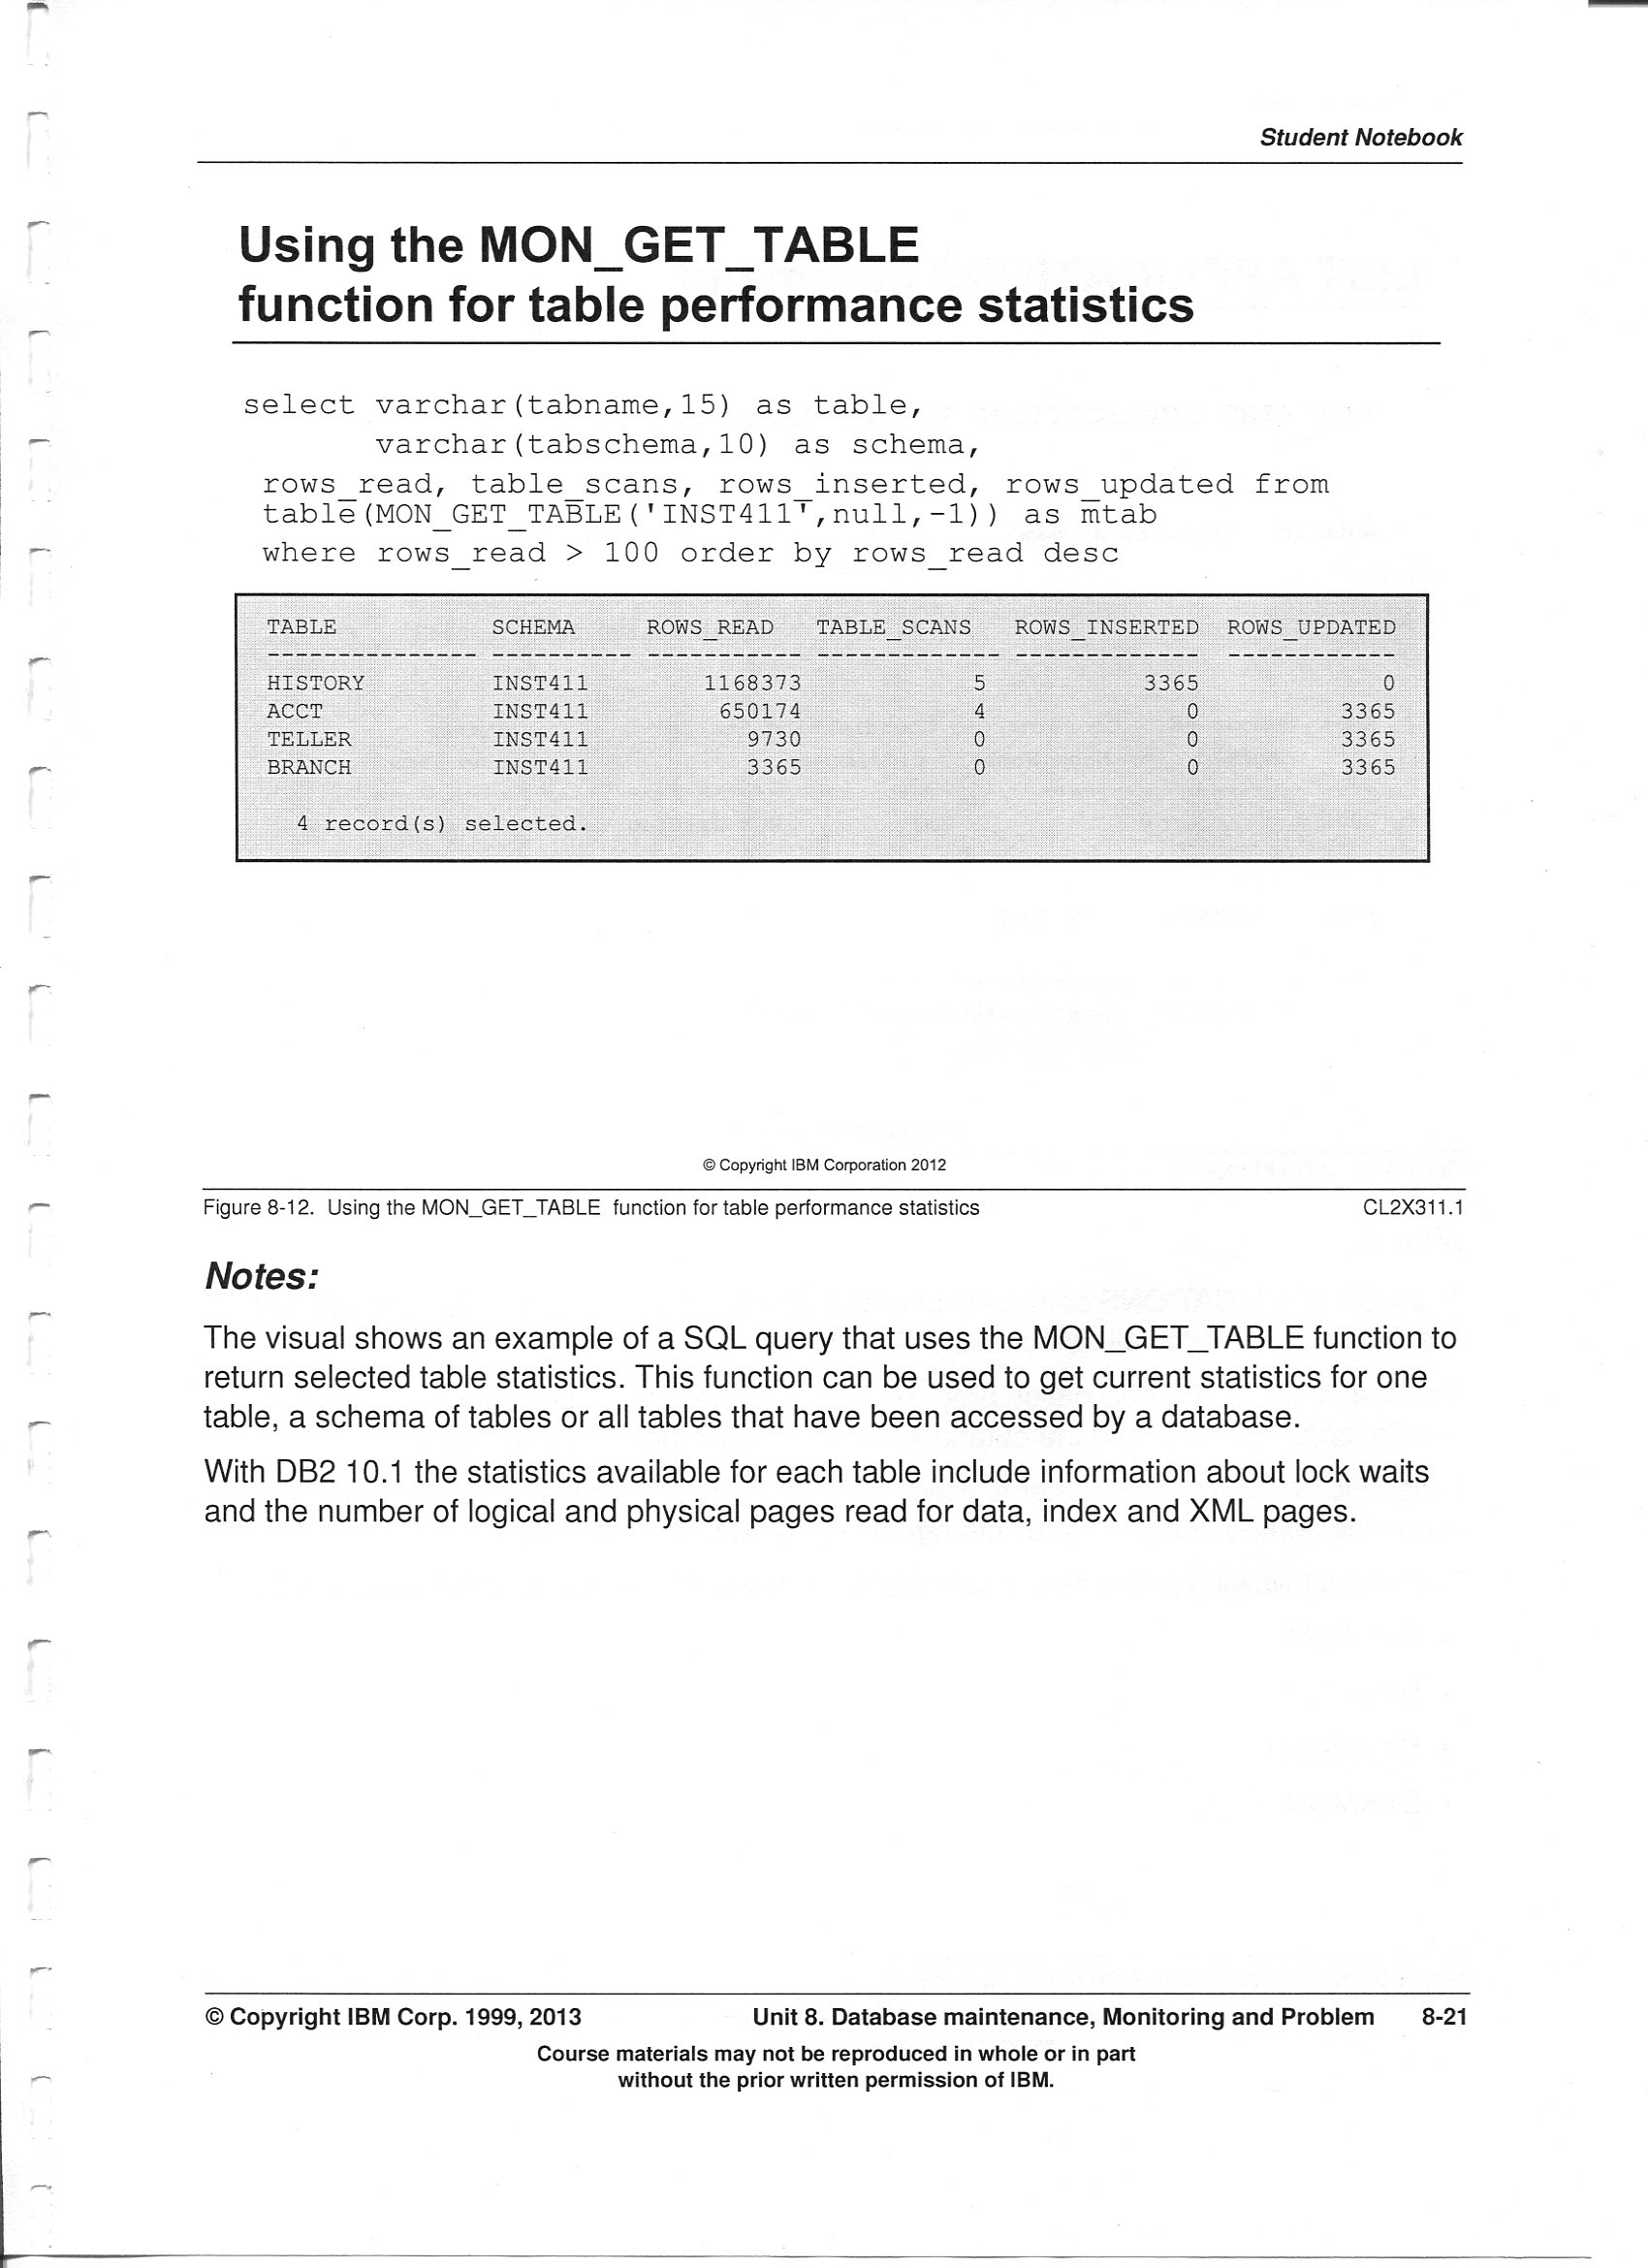 Student Notebook
Using the MON_GET_TABLE
function for table performance statistics
select varchar(tabname,15) as table,
varchar(tabschema,10) as schema,
rows_read, table_scans, rows_inserted, rows_updated from
table(MON_GET_TABLE('INST411',null,-1)) as mtab
where rows_read > 100 order by rows_read desc
TABLE SCHEMA ROWS_READ TABLE_SCANS ROWS_INSERTED ROWS_UPDATED
--------------- ---------- ----------- ------------- ------------- ------------
HISTORY INST411 1168373 5 3365 0
ACCT INST411 650174 4 0 3365
TELLER INST411 9730 0 0 3365
BRANCH INST411 3365 0 0 3365
4 record(s) selected.
© Copyright IBM Corporation 2012
Figure 8-12. Using the MON_GET_TABLE function for table performance statistics CL2X311.1
Notes:
The visual shows an example of a SQL query that uses the MON_GET_TABLE function to
return selected table statistics. This function can be used to get current statistics for one
table, a schema of tables or all tables that have been accessed by a database.
With DB2 10.1 the statistics available for each table include information about lock waits
and the number of logical and physical pages read for data, index and XML pages.
© Copyright IBM Corp. 1999, 2013 Unit 8. Database maintenance, Monitoring and Problem 8-21
Course materials may not be reproduced in whole or in part
without the prior written permission of IBM.